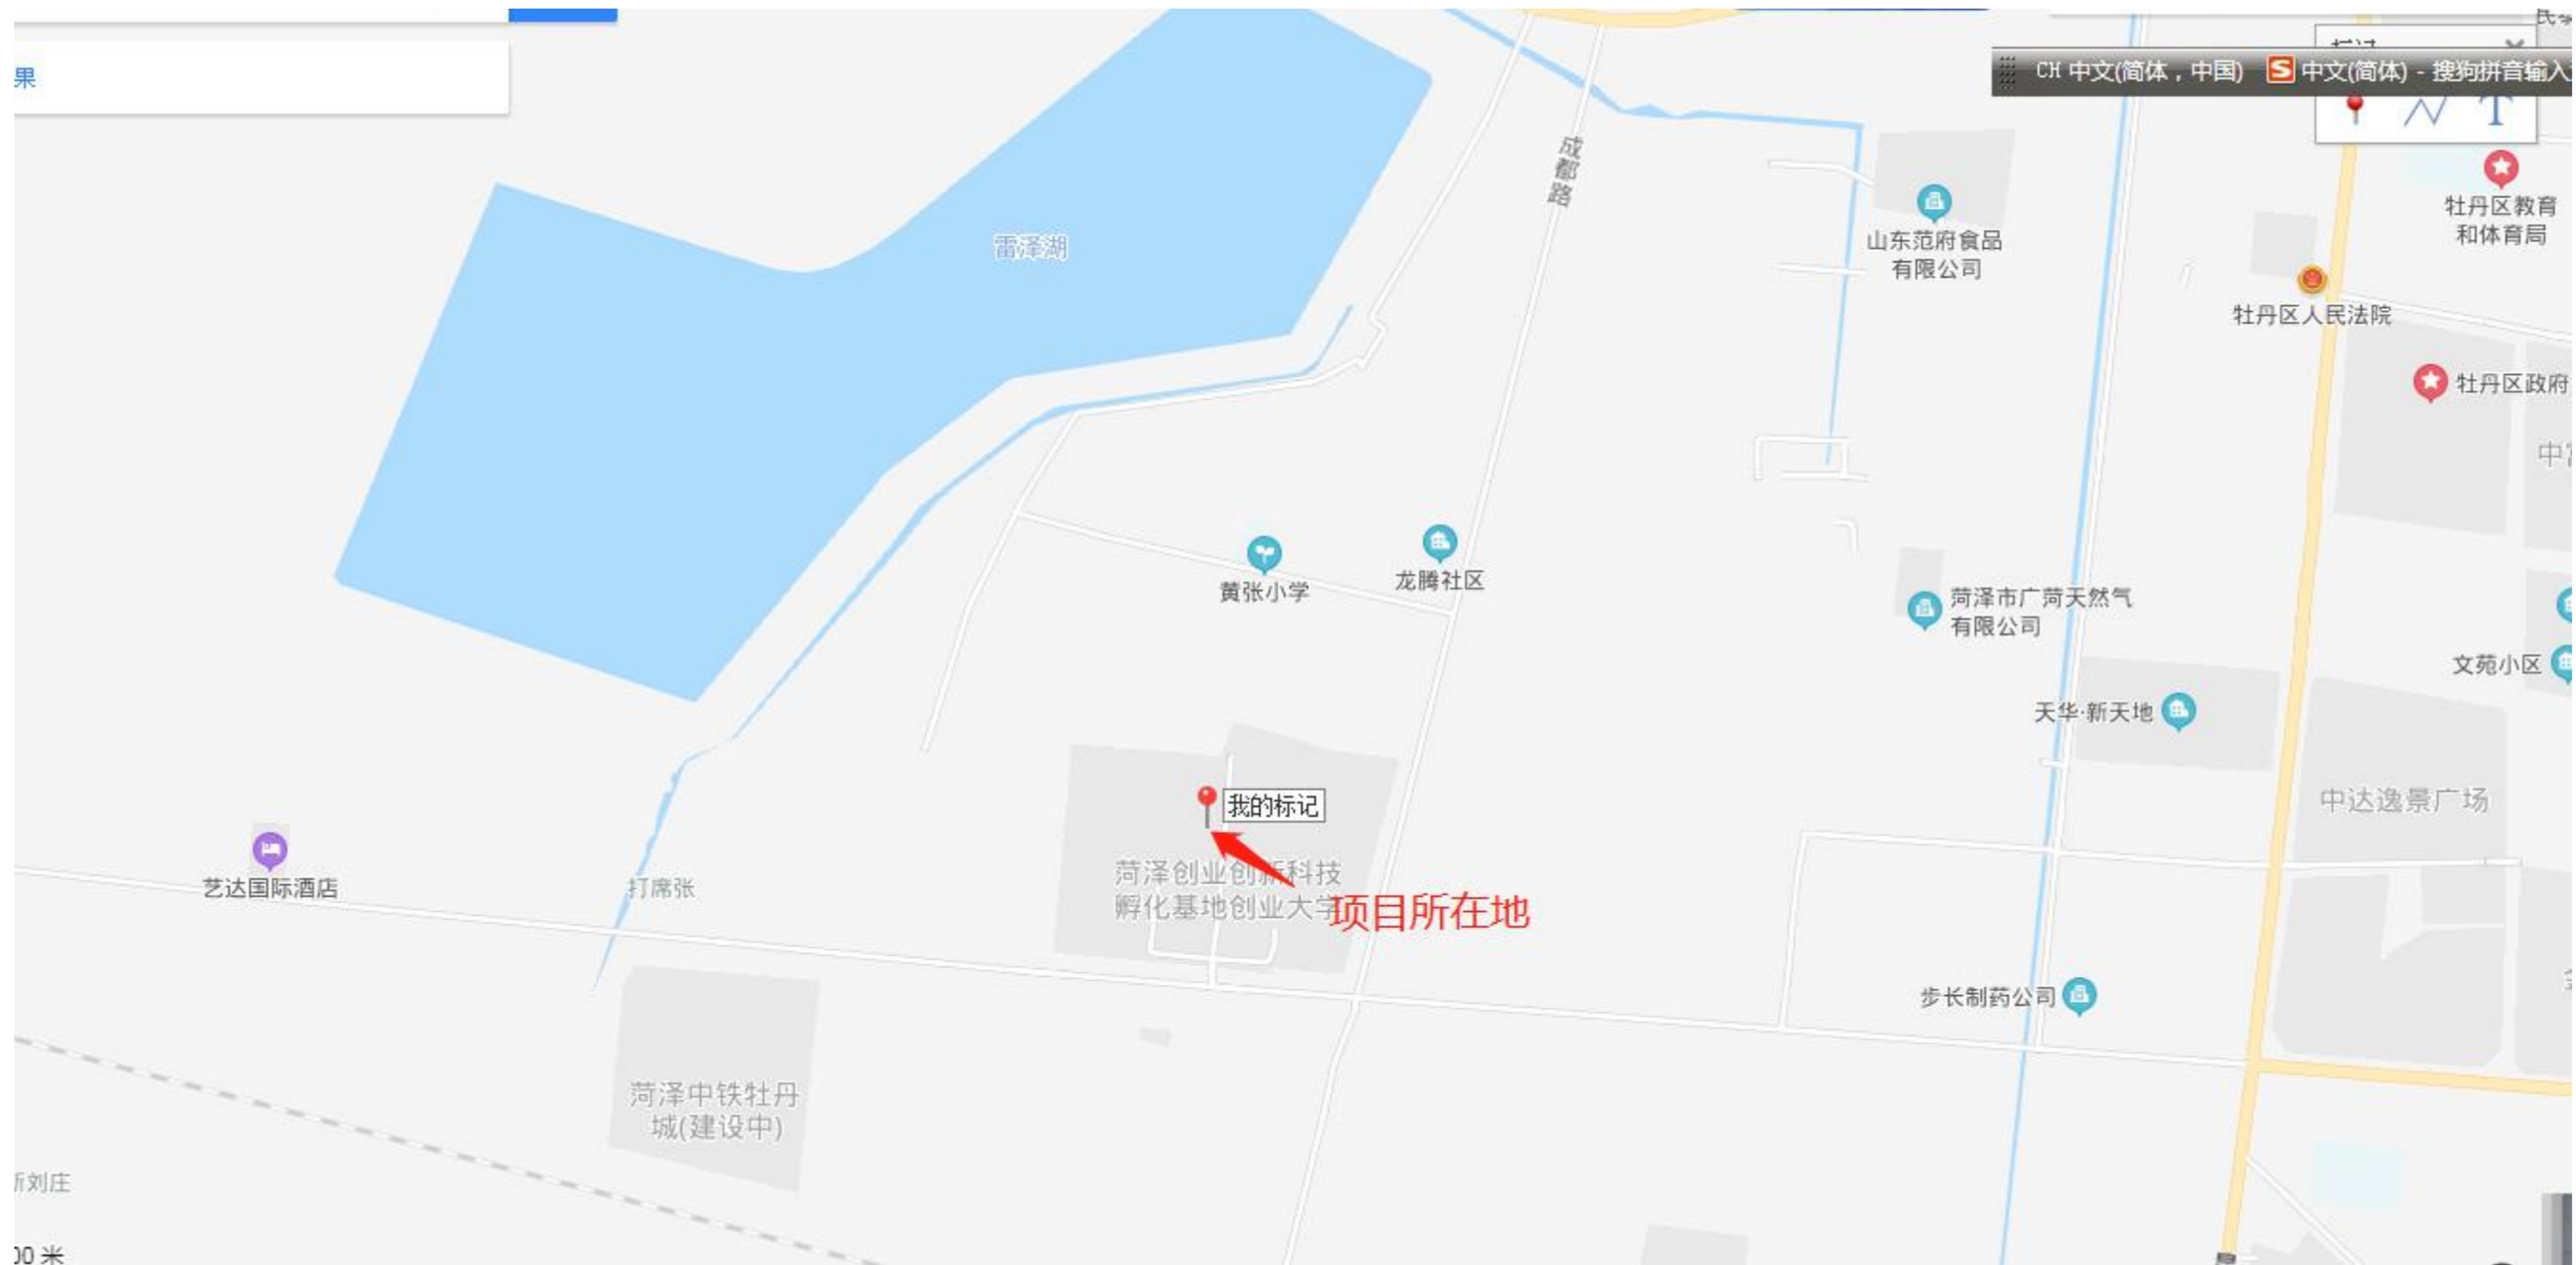 果
CH 中文(简体，中国)
中文(简体) - 搜狗拼音输入
T
牡丹区教育
和体育局
成都路
山东范府食品
有限公司
雷泽湖
牡丹区人民法院
牡丹区政府
黄张小学
龙腾社区
菏泽市广菏天然气
有限公司
文苑小区
天华·新天地
中达逸景广场
我的标记
艺达国际酒店
打席张
菏泽创业创新科技
孵化基地创业大学
项目所在地
步长制药公司
菏泽中铁牡丹
城(建设中)
刘庄
00 米